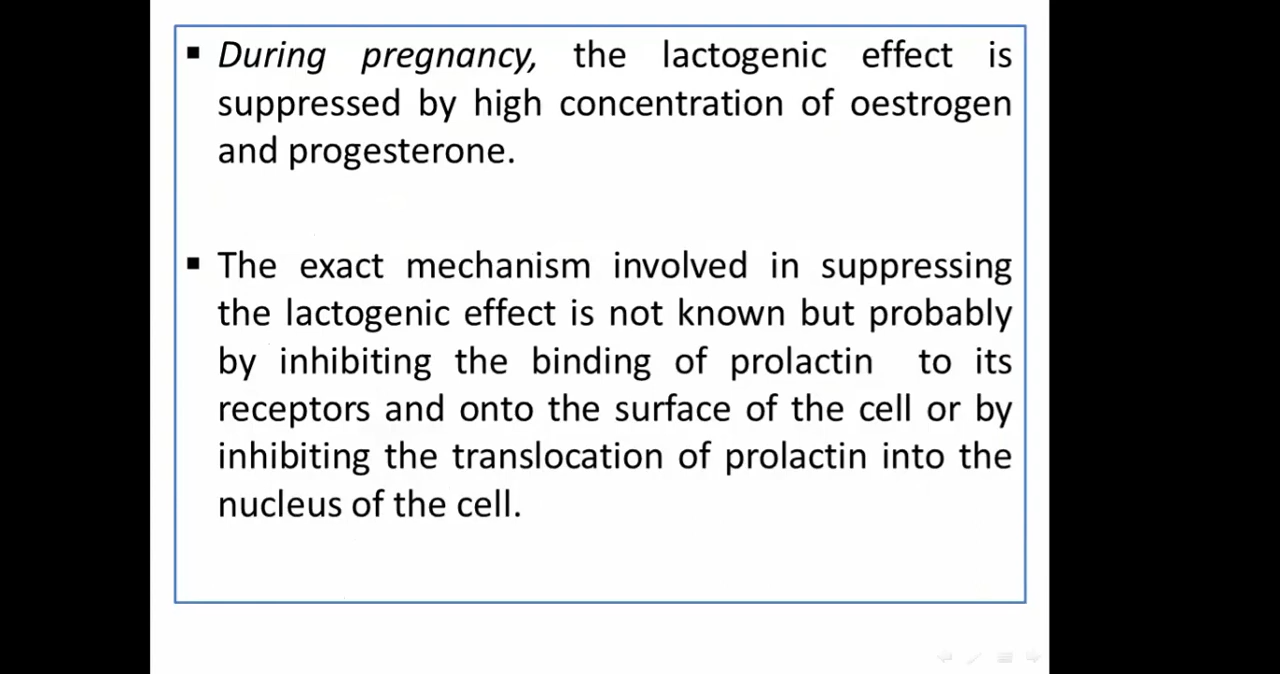 ▪ During pregnancy, the lactogenic effect is
suppressed by high concentration of oestrogen
and progesterone.
▪ The exact mechanism involved in suppressing
the lactogenic effect is not known but probably
by inhibiting the binding of prolactin to its
receptors and onto the surface of the cell or by
inhibiting the translocation of prolactin into the
nucleus of the cell.